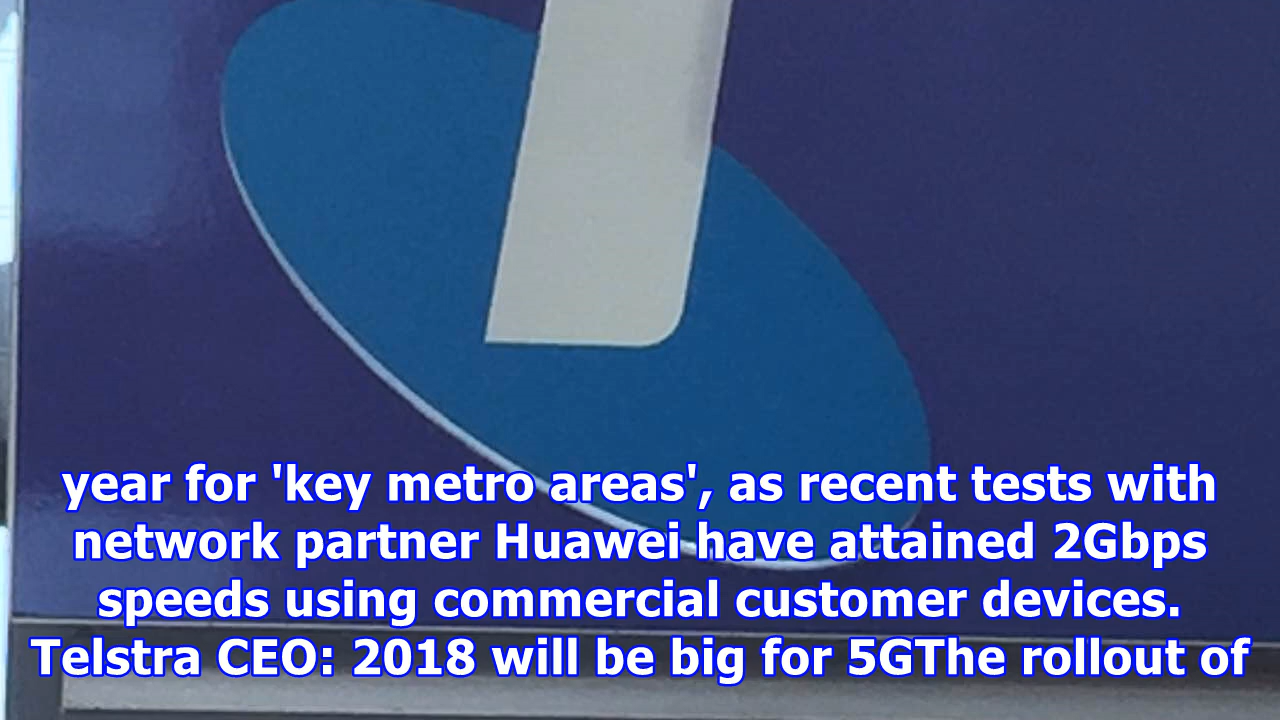 year for 'key metro areas', as recent tests with
network partner Huawei have attained 2Gbps
speeds using commercial customer devices.
Telstra CEO: 2018 will be big for 5GThe rollout of